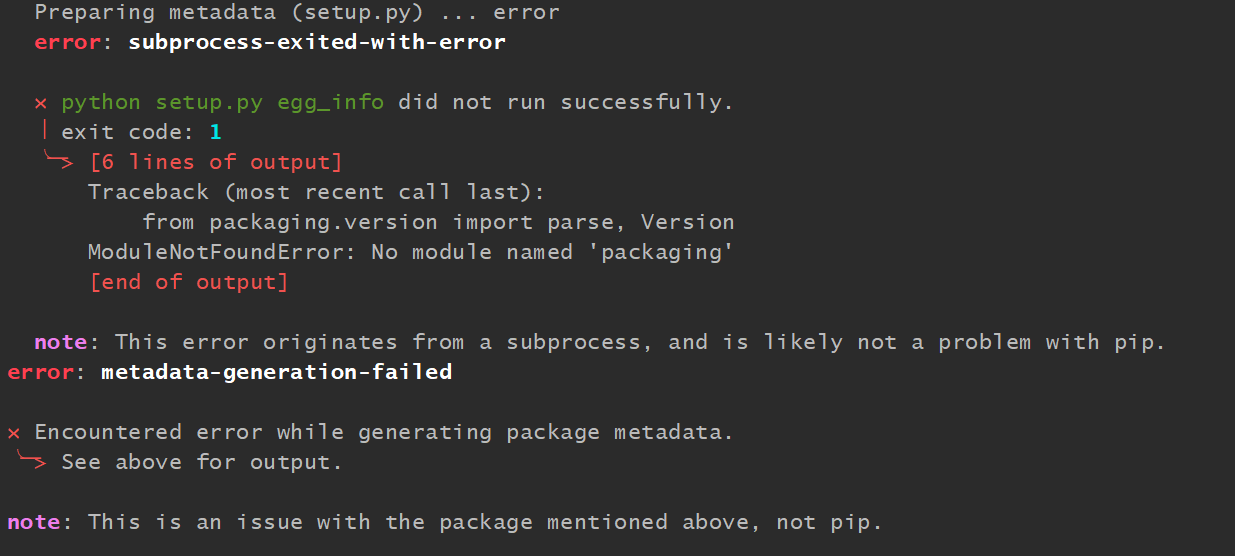 Preparing metadata (setup.py) ... error
error: subprocess-exited-with-error
× python setup.py egg_info did not run successfully.
│ exit code: 1
╰─> [6 lines of output]
Traceback (most recent call last):
from packaging.version import parse, Version
ModuleNotFoundError: No module named 'packaging'
[end of output]
note: This error originates from a subprocess, and is likely not a problem with pip.
error: metadata-generation-failed
× Encountered error while generating package metadata.
╰─> See above for output.
note: This is an issue with the package mentioned above, not pip.